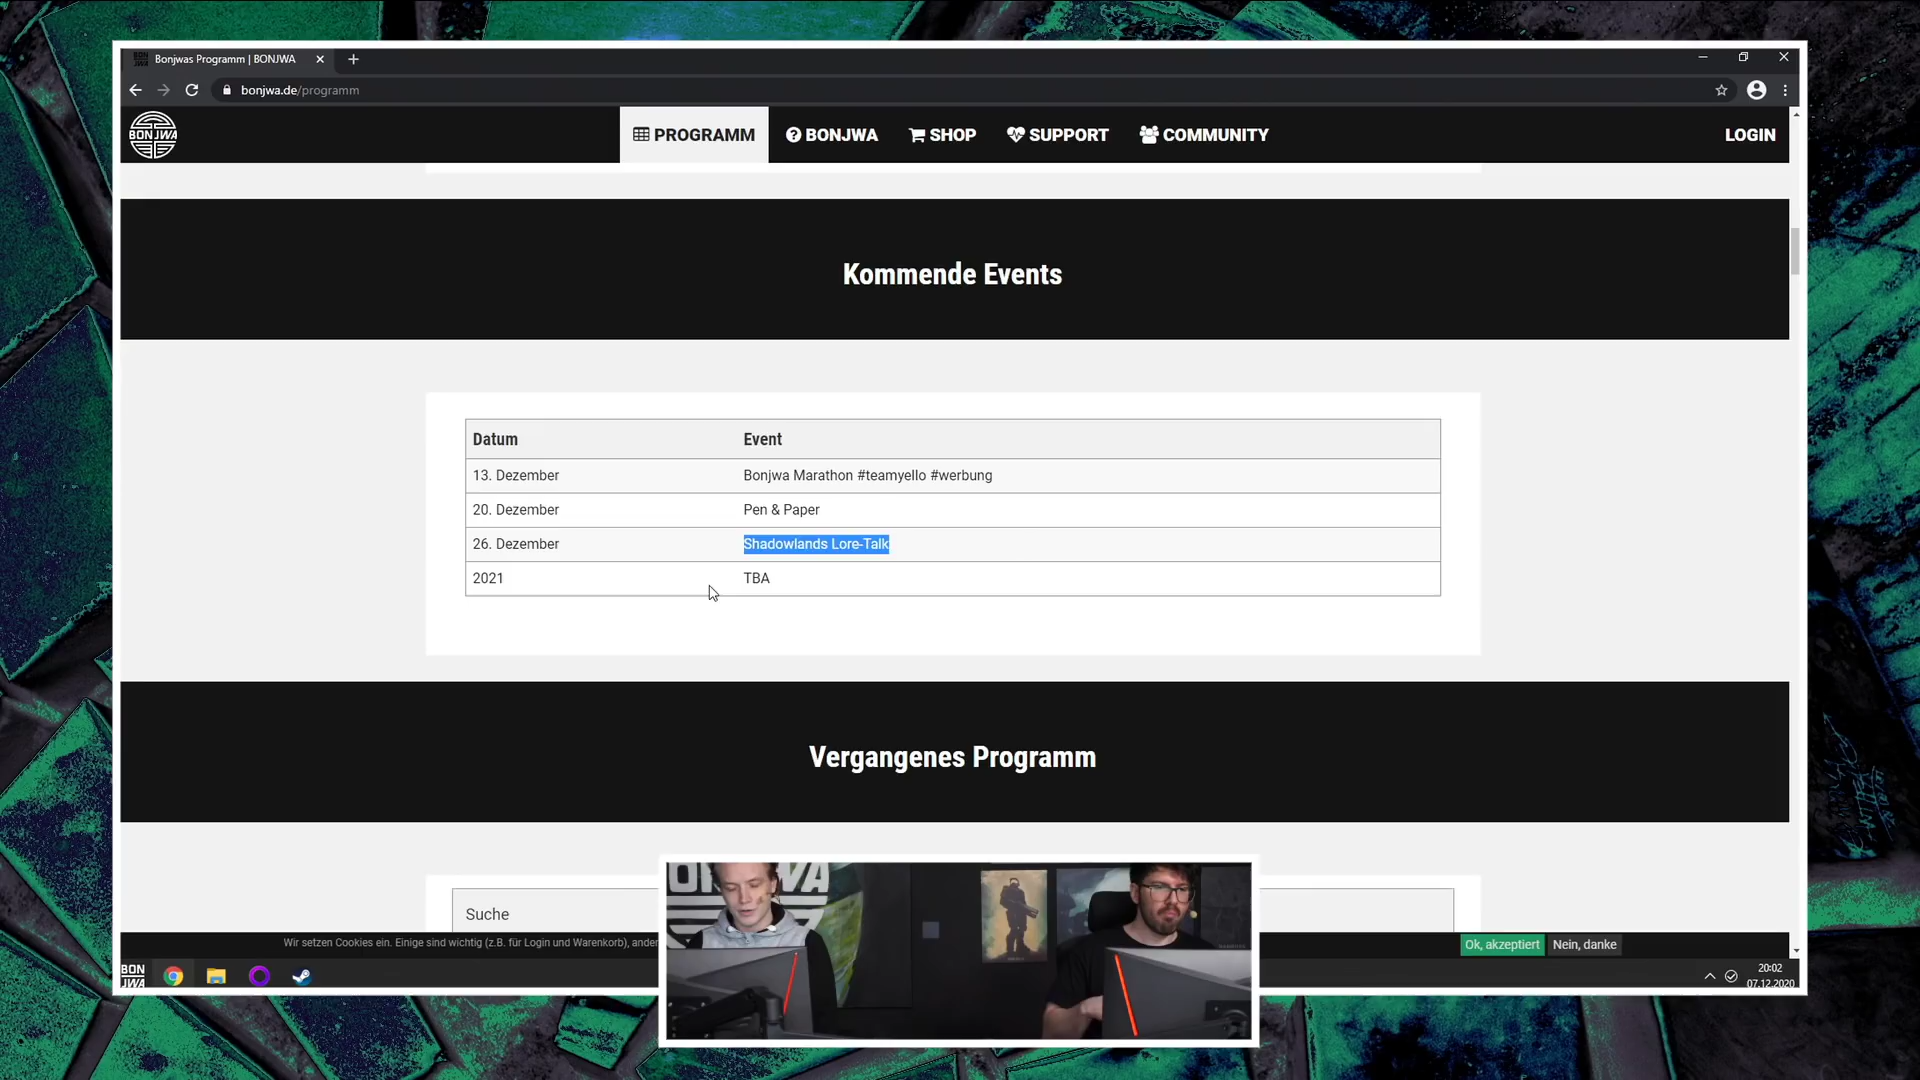 Bonjwas Programm | BONJWA
bonjwa.de/programm
BONJWA
PROGRAMM
BONJWA
SHOP
SUPPORT
COMMUNITY
LOGIN
Kommende Events
Datum Event
13. Dezember Bonjwa Marathon #teamyello #werbung
20. Dezember Pen & Paper
26. Dezember Shadowlands Lore-Talk
2021 TBA
Vergangenes Programm
Suche
Wir setzen Cookies ein. Einige sind wichtig (z.B. für Login und Warenkorb), ander
Ok, akzeptiert
Nein, danke
BON
JWA
20:02
07.12.2020